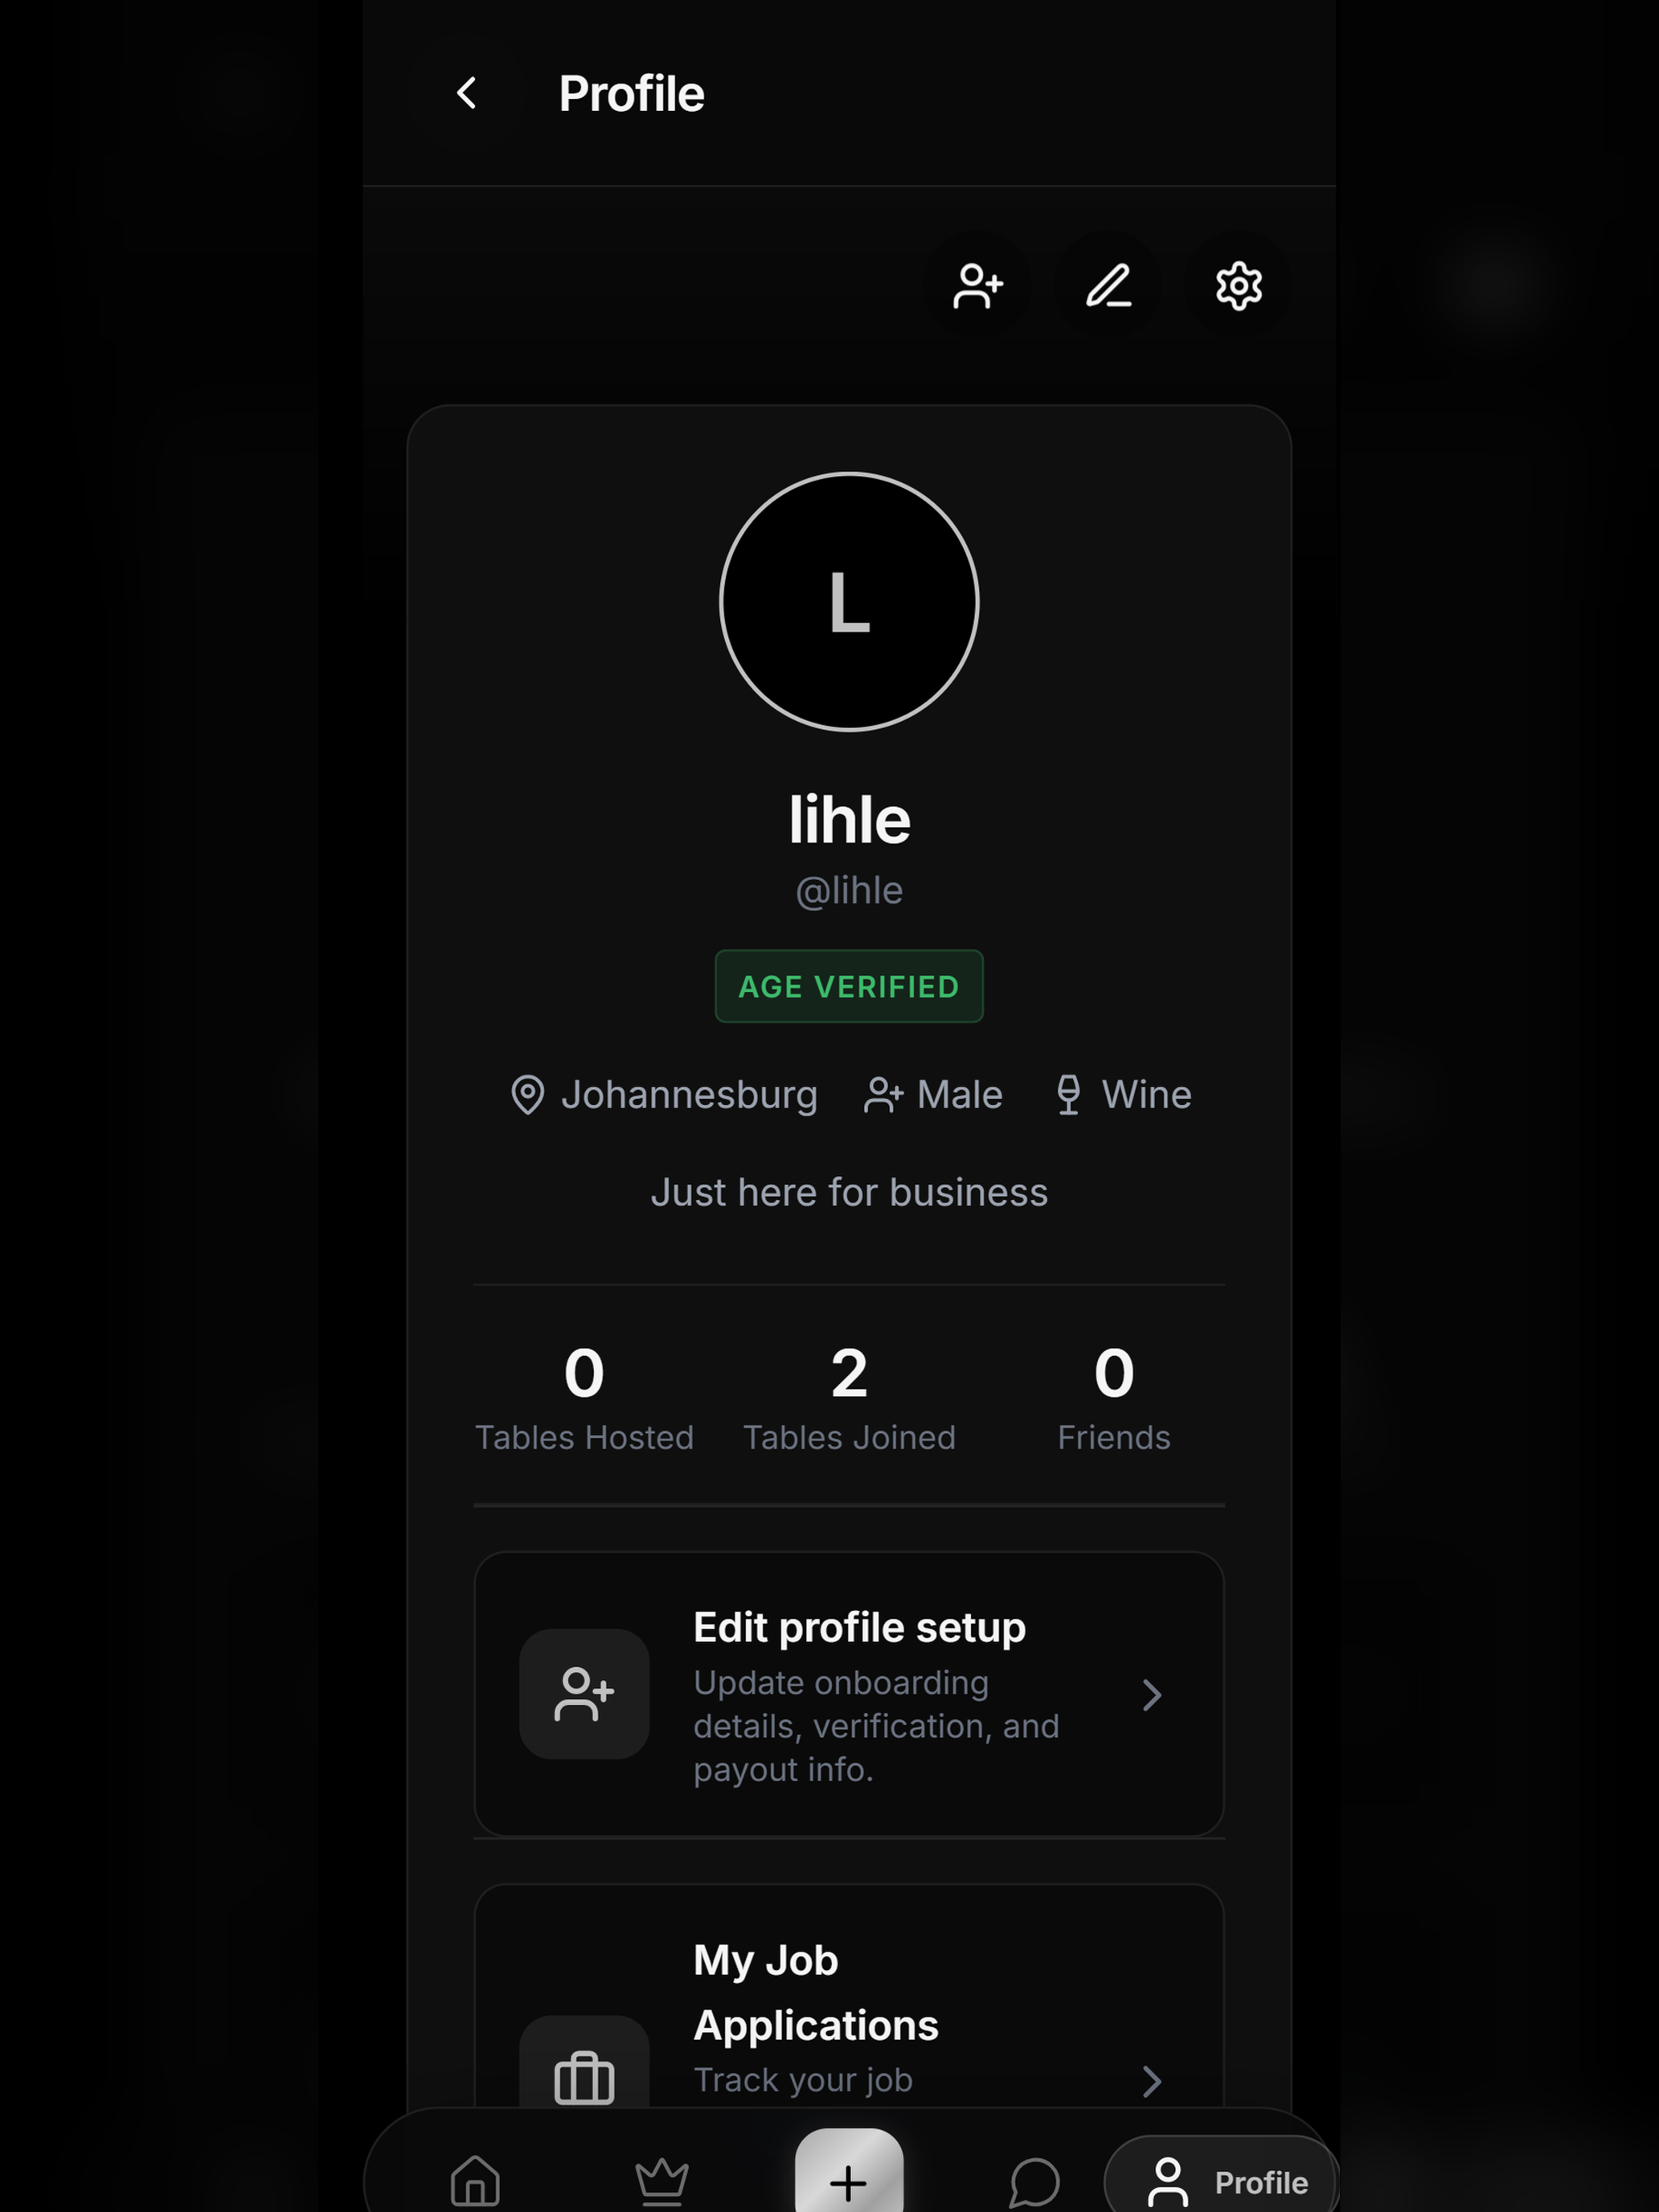 Profile
L
lihle
@lihle
AGE VERIFIED
Johannesburg Male Wine
Just here for business
0 2 0
Tables Hosted Tables Joined Friends
Edit profile setup
Update onboarding
details, verification, and
payout info.
My Job
Applications
Track your job
Profile